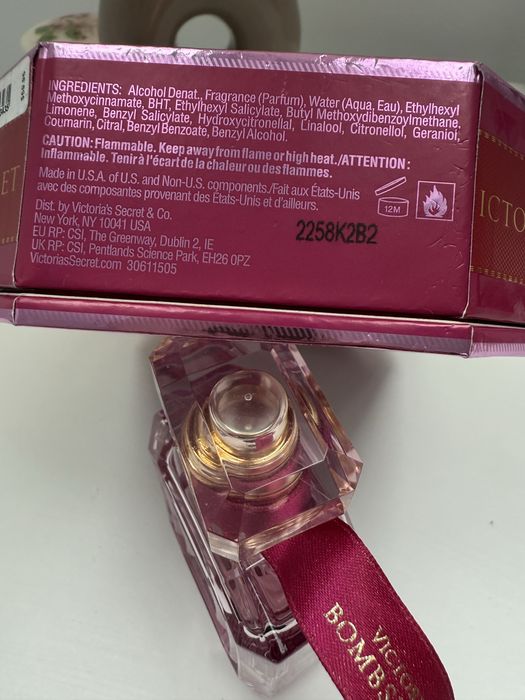 INGREDIENTS: Alcohol Denat., Fragrance (Parfum), Water (Aqua, Eau), Ethylhexyl
Methoxycinnamate, BHT, Ethylhexyl Salicylate, Butyl Methoxydibenzoylmethane,
Limonene, Benzyl Salicylate, Hydroxycitronellal, Linalool, Citronellol, Geraniol,
Coumarin, Citral, Benzyl Benzoate, Benzyl Alcohol.
CAUTION: Flammable. Keep away from flame or high heat./ATTENTION :
Inflammable. Tenir à l'écart de la chaleur ou des flammes.
Made in U.S.A. of U.S. and Non-U.S. components./Fait aux États-Unis
avec des composants provenant des États-Unis et d'ailleurs.
Dist. by Victoria's Secret & Co.
New York, NY 10041 USA
EU RP: CSI, The Greenway, Dublin 2, IE
UK RP: CSI, Pentlands Science Park, EH26 0PZ
VictoriasSecret.com 30611505
2258K2B2
12M
ET
VICTO
VICTOR
BOMBS